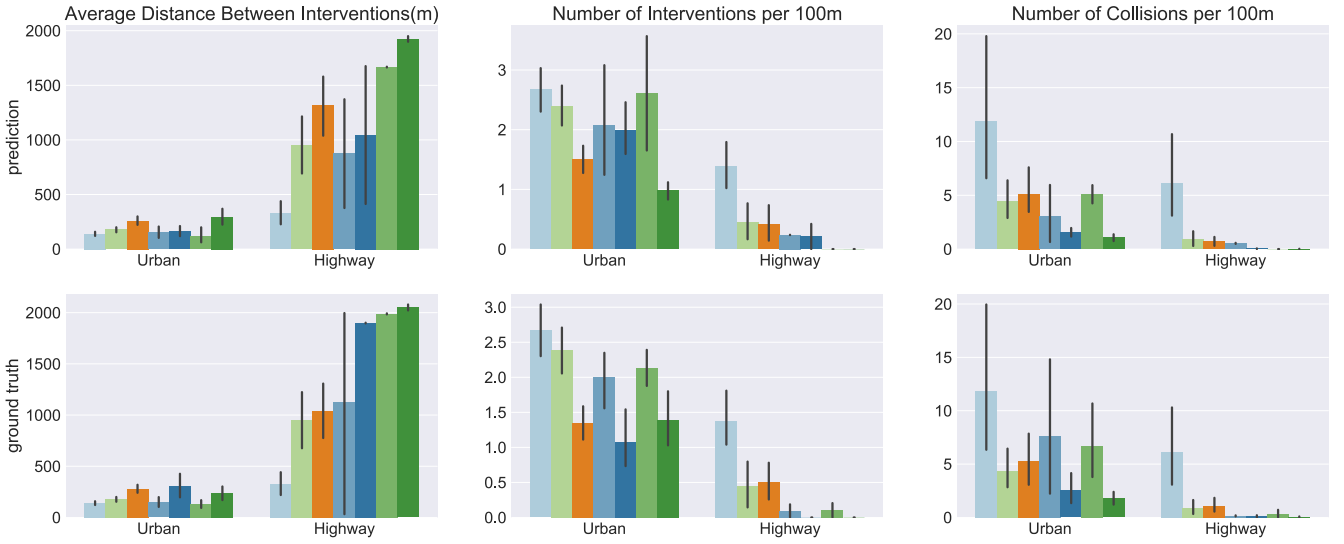 Average Distance Between Interventions(m)
Number of Interventions per 100m
Number of Collisions per 100m
prediction
2000
1500
1000
500
0
Urban
Highway
3
2
1
0
Urban
Highway
20
15
10
5
0
Urban
Highway
ground truth
2000
1500
1000
500
0
Urban
Highway
3.0
2.5
2.0
1.5
1.0
0.5
0.0
Urban
Highway
20
15
10
5
0
Urban
Highway